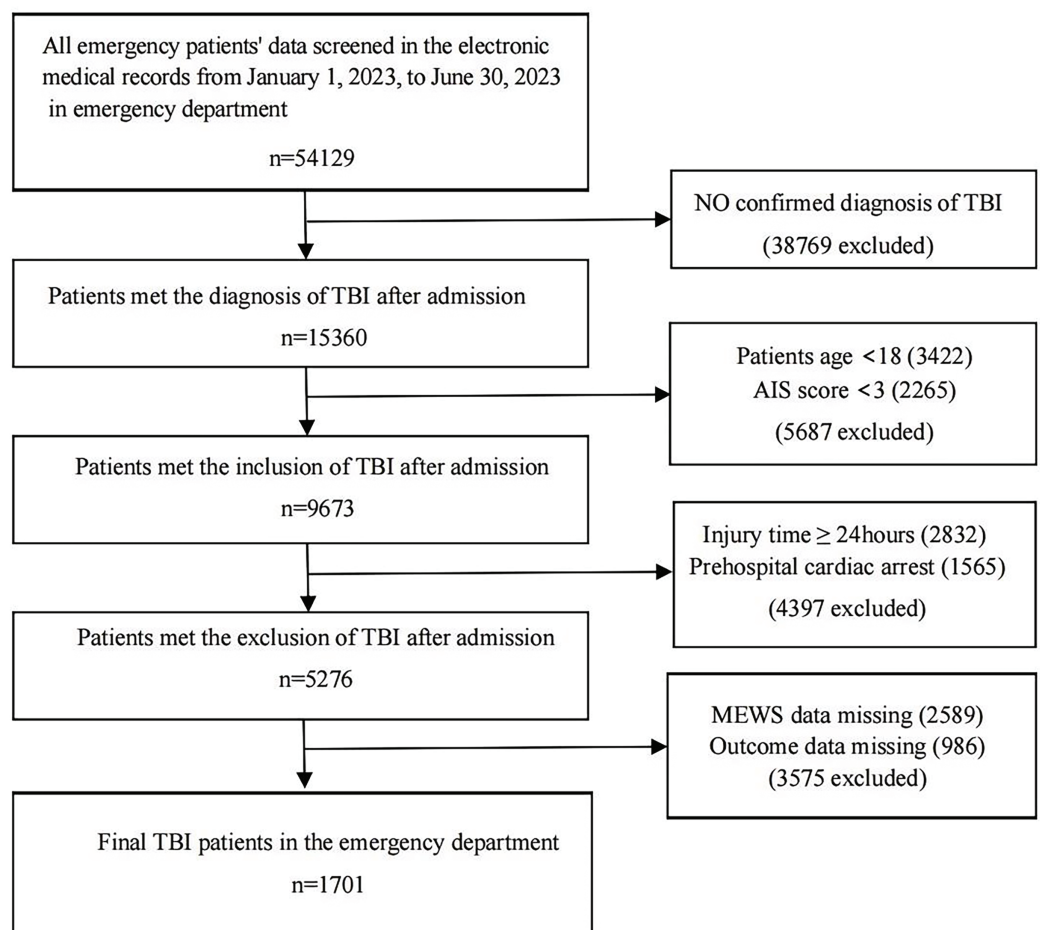 All emergency patients' data screened in the electronic
medical records from January 1, 2023, to June 30, 2023
in emergency department
n=54129
NO confirmed diagnosis of TBI
(38769 excluded)
Patients met the diagnosis of TBI after admission
n=15360
Patients age <18 (3422)
AIS score <3 (2265)
(5687 excluded)
Patients met the inclusion of TBI after admission
n=9673
Injury time ≥ 24hours (2832)
Prehospital cardiac arrest (1565)
(4397 excluded)
Patients met the exclusion of TBI after admission
n=5276
MEWS data missing (2589)
Outcome data missing (986)
(3575 excluded)
Final TBI patients in the emergency department
n=1701